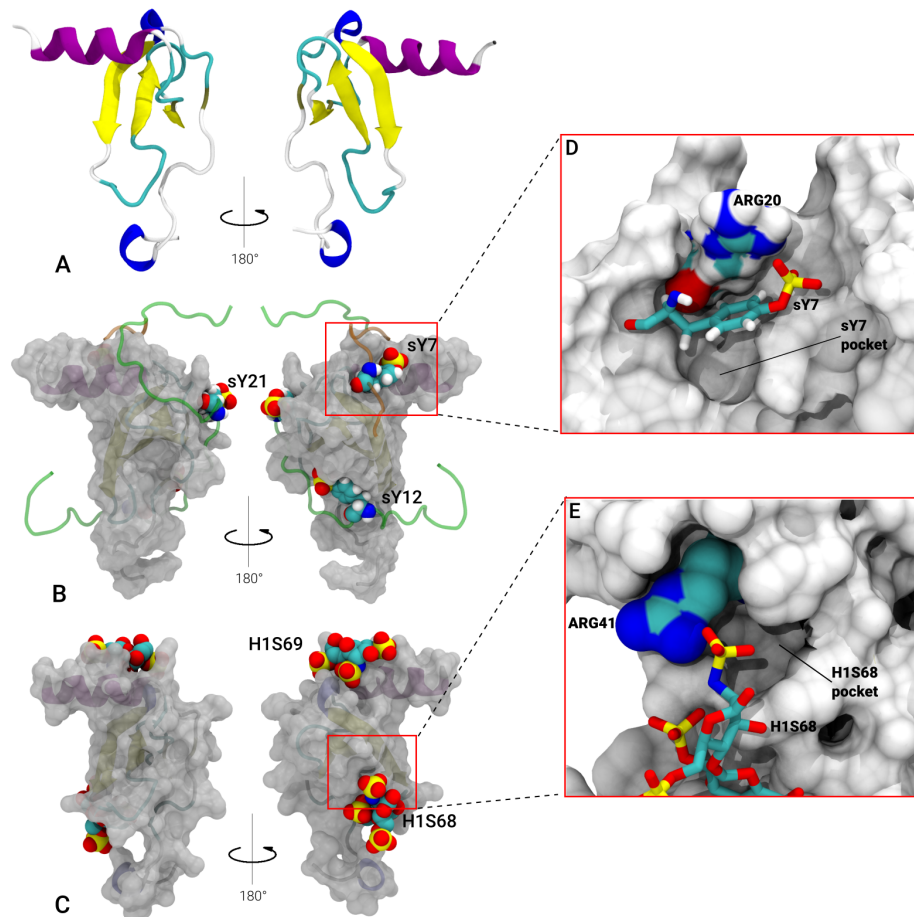 A
180°
D
ARG20
sY7
sY7
pocket
sY7
sY21
sY12
B
180°
E
ARG41
H1S68
pocket
H1S68
H1S69
H1S68
C
180°